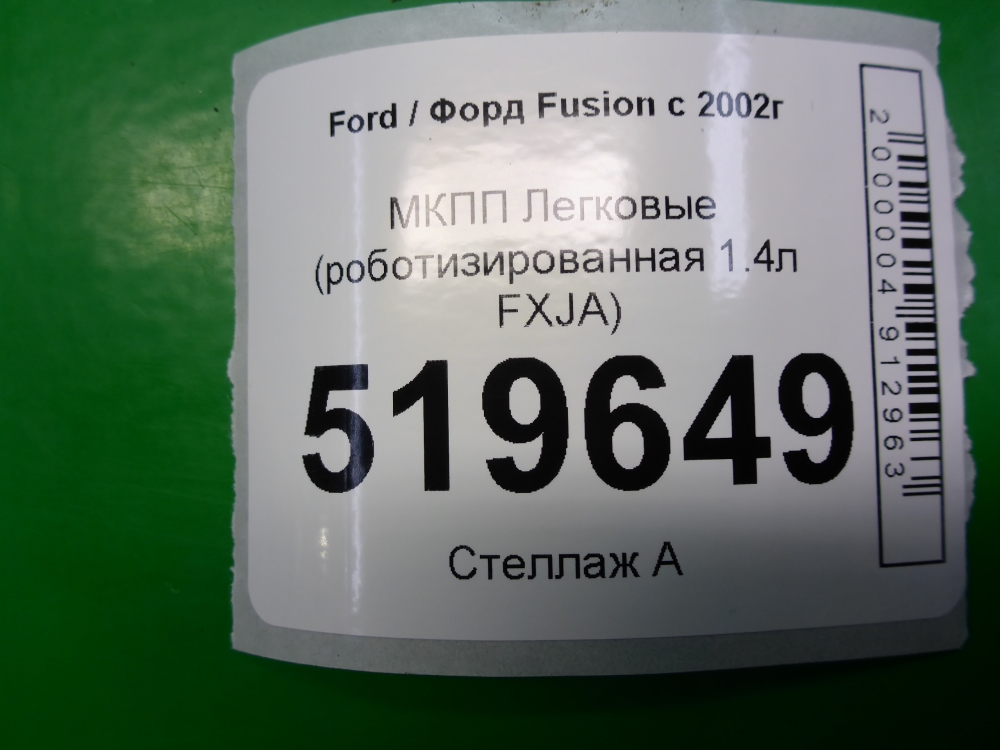 Ford / Форд Fusion с 2002г
МКПП Легковые
(роботизированная 1.4л
FXJA)
519649
Стеллаж А
2000004912963